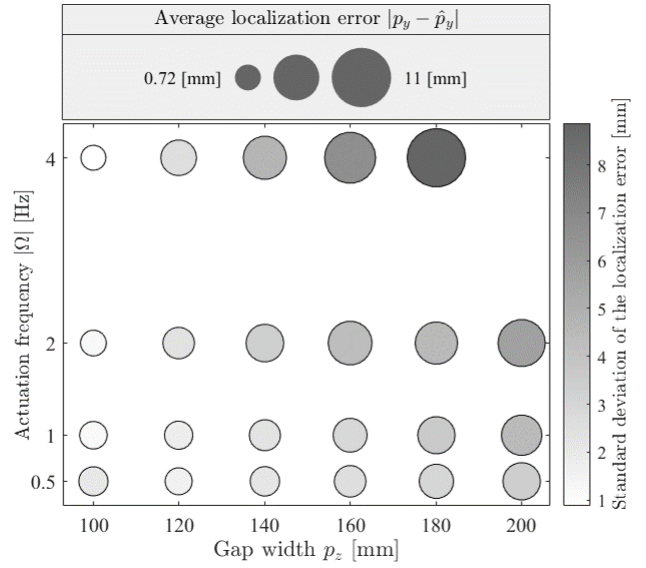 Average localization error |p_y − p̂_y|
0.72 [mm] 11 [mm]
4
2
1
0.5
Actuation frequency |Ω| [Hz]
100 120 140 160 180 200
Gap width p_z [mm]
8
7
6
5
4
3
2
1
Standard deviation of the localization error [mm]